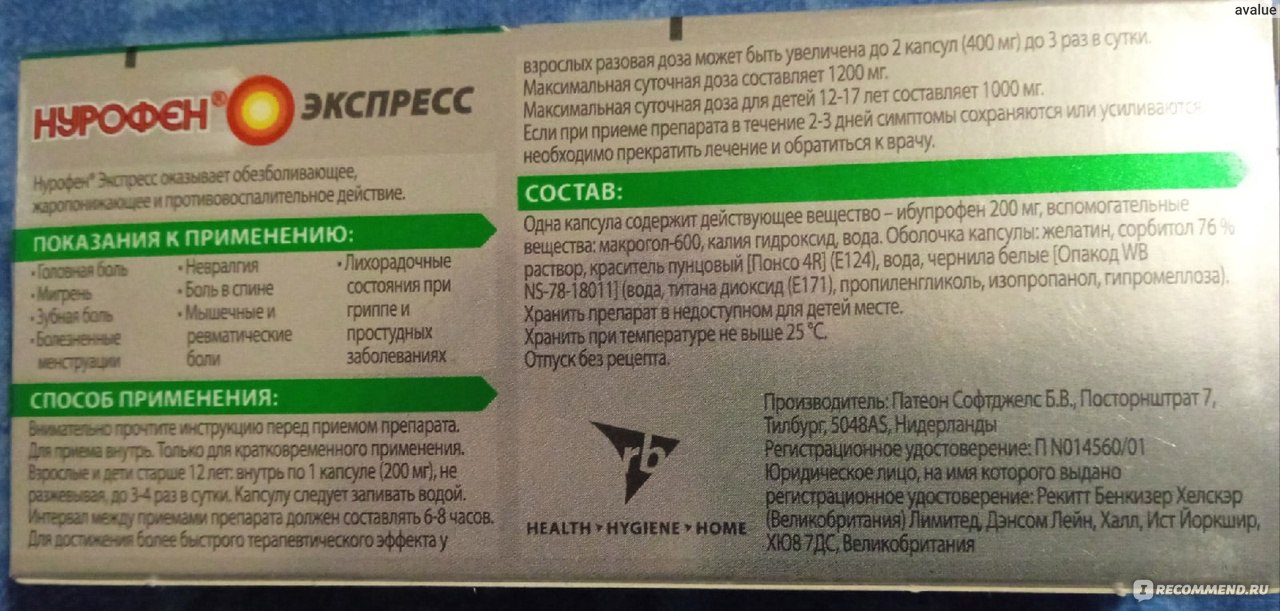 avalue
НУРОФЕН® ЭКСПРЕСС
Нурофен® Экспресс оказывает обезболивающее,
жаропонижающее и противовоспалительное действие.
ПОКАЗАНИЯ К ПРИМЕНЕНИЮ:
• Головная боль
• Мигрень
• Зубная боль
• Болезненные
менструации
• Невралгия
• Боль в спине
• Мышечные и
ревматические
боли
• Лихорадочные
состояния при
гриппе и
простудных
заболеваниях
СПОСОБ ПРИМЕНЕНИЯ:
Внимательно прочтите инструкцию перед приемом препарата.
Для приема внутрь. Только для кратковременного применения.
Взрослые и дети старше 12 лет: внутрь по 1 капсуле (200 мг), не
разжевывая, до 3-4 раз в сутки. Капсулу следует запивать водой.
Интервал между приемами препарата должен составлять 6-8 часов.
Для достижения более быстрого терапевтического эффекта у
взрослых разовая доза может быть увеличена до 2 капсул (400 мг) до 3 раз в сутки.
Максимальная суточная доза составляет 1200 мг.
Максимальная суточная доза для детей 12-17 лет составляет 1000 мг.
Если при приеме препарата в течение 2-3 дней симптомы сохраняются или усиливаются
необходимо прекратить лечение и обратиться к врачу.
СОСТАВ:
Одна капсула содержит действующее вещество – ибупрофен 200 мг, вспомогательные
вещества: макрогол-600, калия гидроксид, вода. Оболочка капсулы: желатин, сорбитол 76 %
раствор, краситель пунцовый [Понсо 4R] (E124), вода, чернила белые [Опакод WB
NS-78-18011] (вода, титана диоксид (E171), пропиленгликоль, изопропанол, гипромеллоза).
Хранить препарат в недоступном для детей месте.
Хранить при температуре не выше 25 °C.
Отпуск без рецепта.
rb
HEALTH • HYGIENE • HOME
Производитель: Патеон Софтджелс Б.В., Посторнштрат 7,
Тилбург, 5048AS, Нидерланды
Регистрационное удостоверение: П N014560/01
Юридическое лицо, на имя которого выдано
регистрационное удостоверение: Рекитт Бенкизер Хелскэр
(Великобритания) Лимитед, Дэнсом Лейн, Халл, Ист Йоркшир,
ХЮ8 7ДС, Великобритания
I RECOMMEND.RU